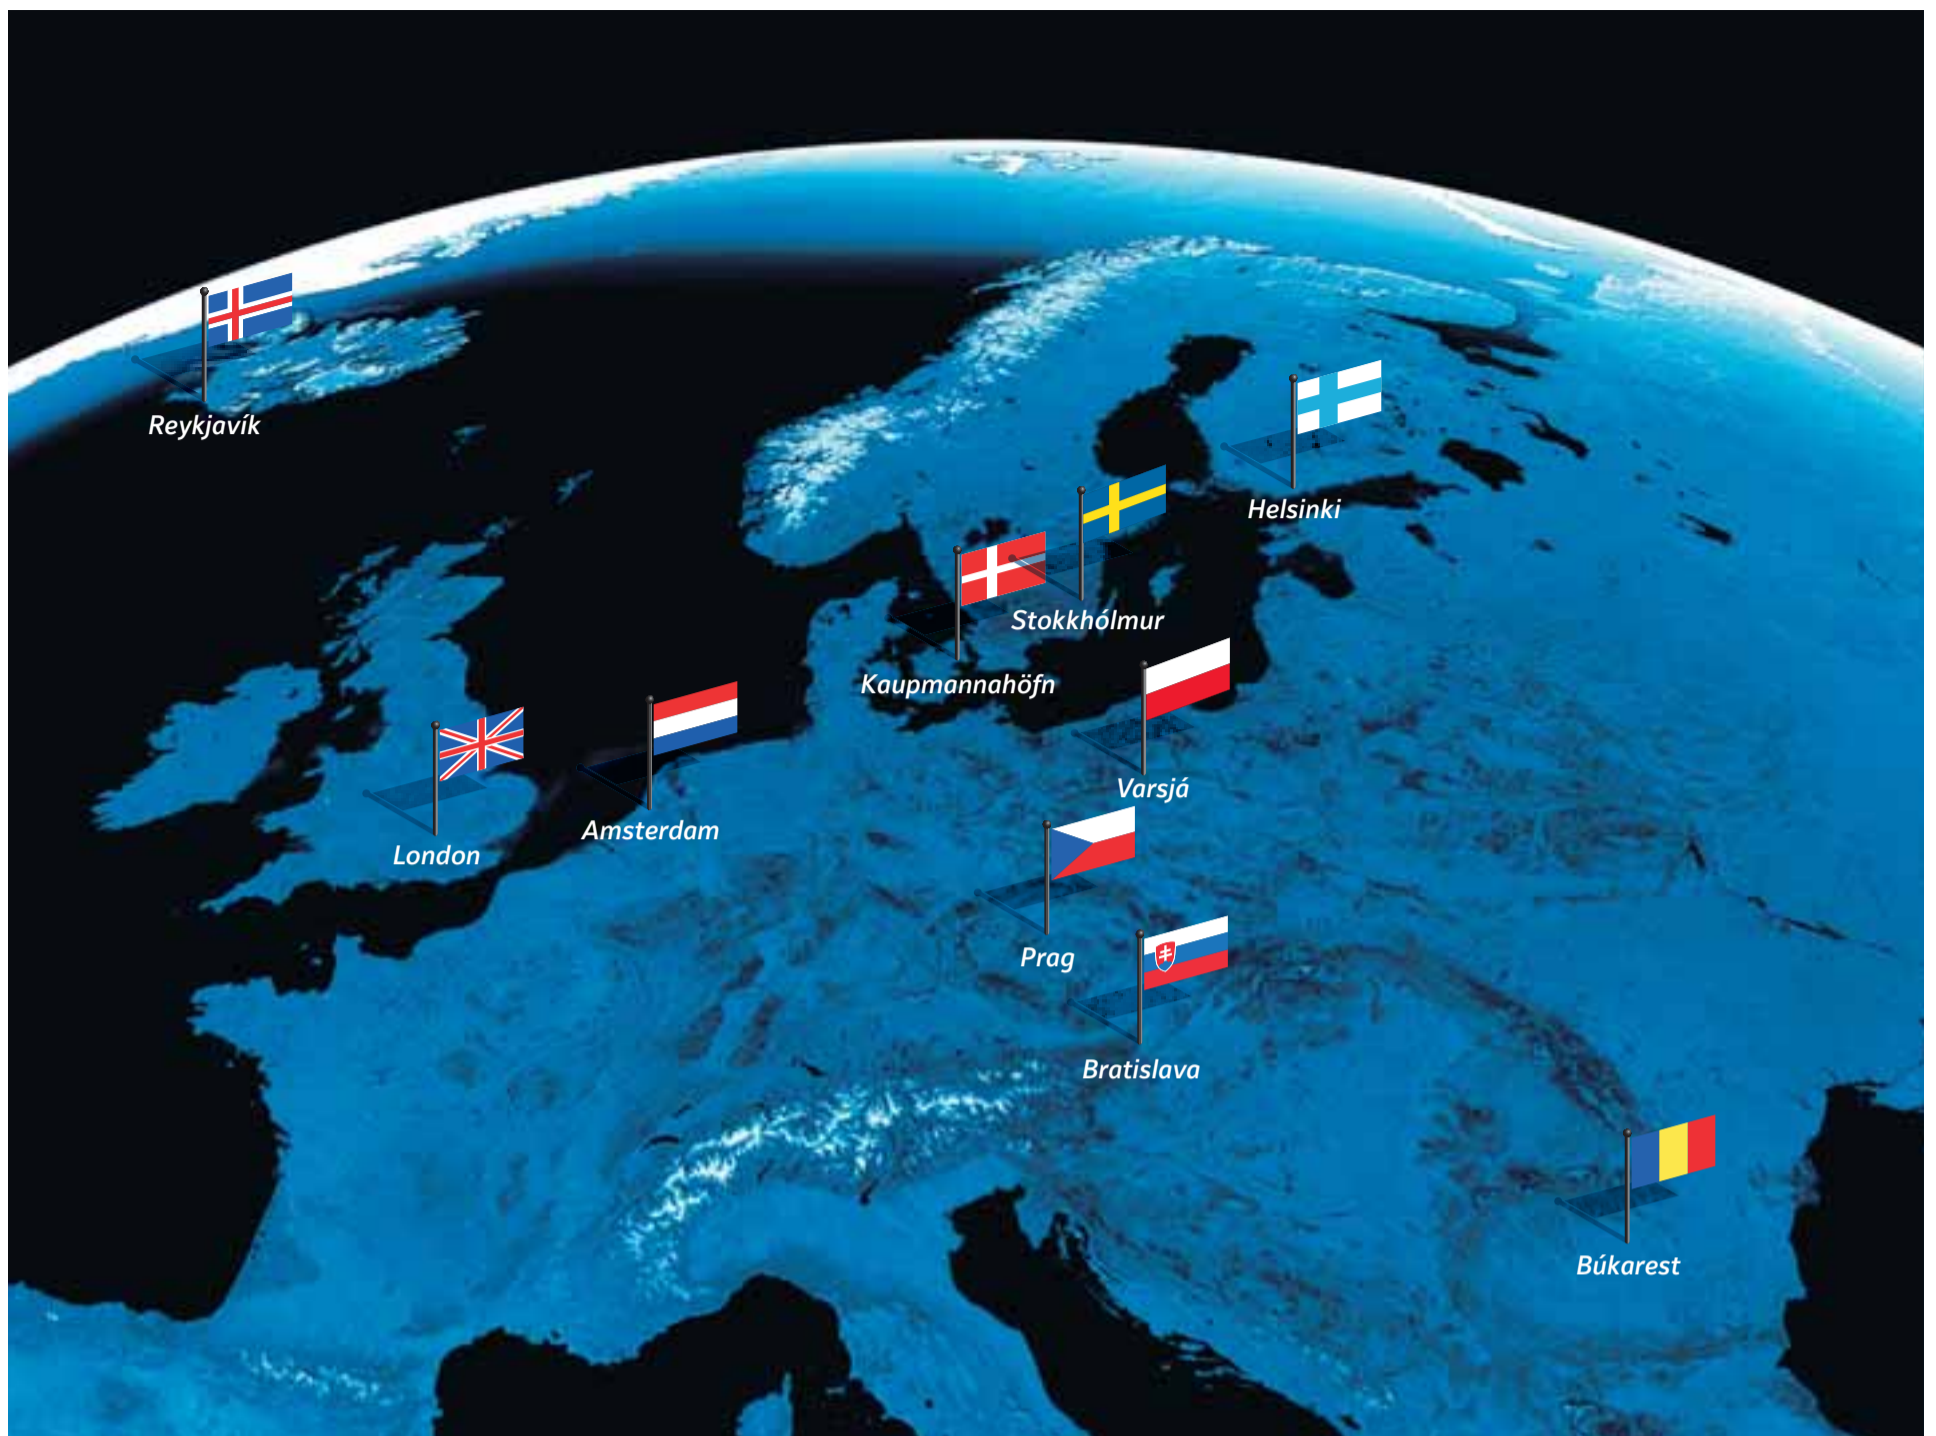 Reykjavík
Helsinki
Stokkhólmur
Kaupmannahöfn
Varsjá
Amsterdam
London
Prag
Bratislava
Búkarest